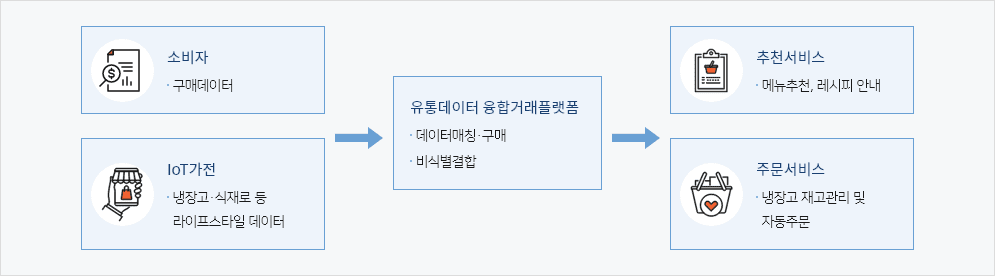 소비자
· 구매데이터
IoT가전
· 냉장고·식재로 등
라이프스타일 데이터
유통데이터 융합거래플랫폼
· 데이터매칭·구매
· 비식별결합
추천서비스
· 메뉴추천, 레시피 안내
주문서비스
· 냉장고 재고관리 및
자동주문